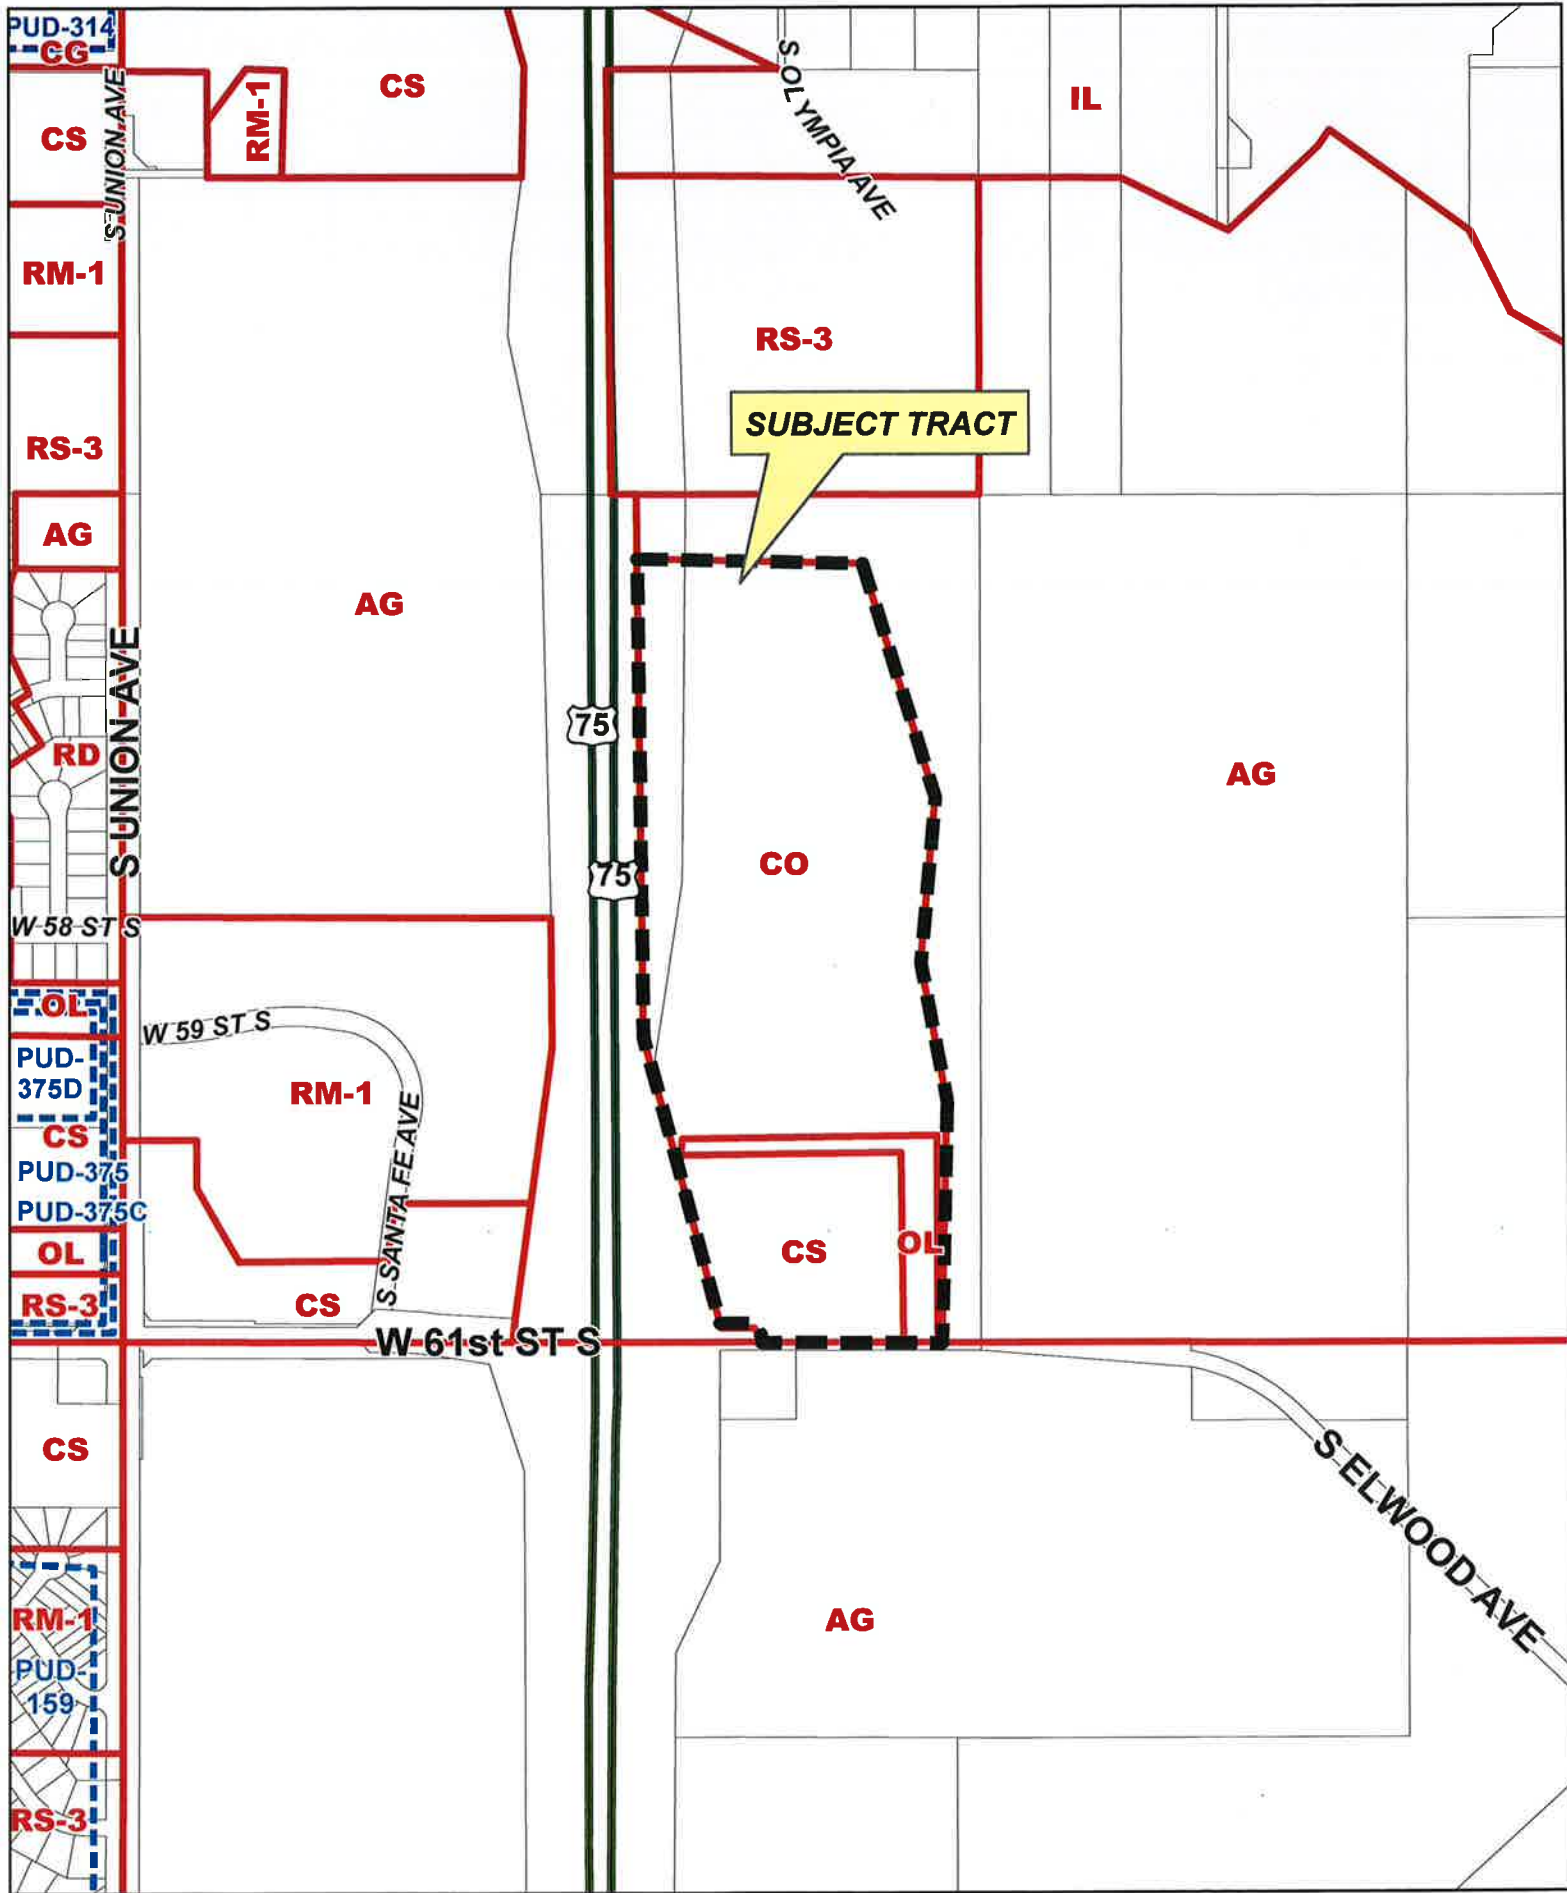 PUD-314
CG
CS
S UNION AVE
RM-1
CS
S OLYMPIA AVE
IL
RM-1
RS-3
RS-3
SUBJECT TRACT
AG
AG
S UNION AVE
RD
75
75
CO
AG
W 58 ST S
OL
W 59 ST S
PUD-
375D
RM-1
CS
PUD-375
PUD-375C
S SANTA FE AVE
OL
CS
OL
RS-3
CS
W 61st ST S
CS
S ELWOOD AVE
RM-1
PUD-
159
AG
RS-3